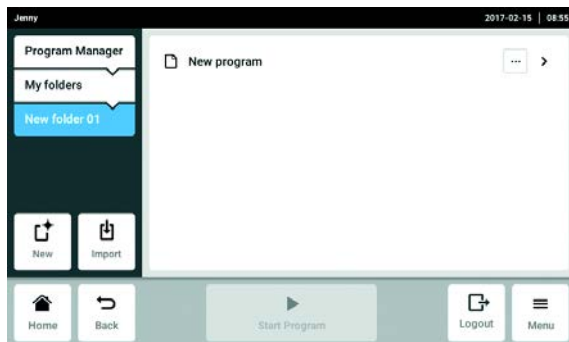 Jenny
2017-02-15 | 08:55
Program Manager
My folders
New folder 01
New program
...
New
Import
Home
Back
Start Program
Logout
Menu